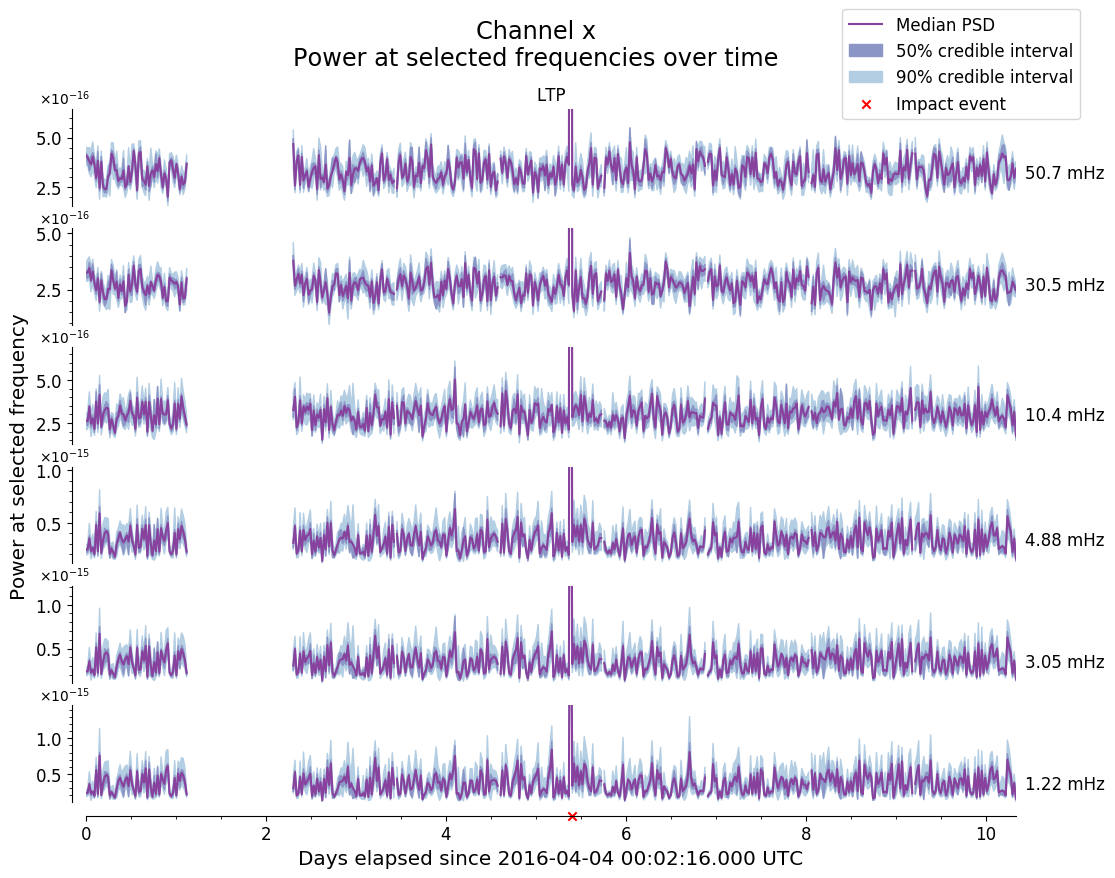 Channel x
Power at selected frequencies over time
Median PSD
50% credible interval
90% credible interval
Impact event
LTP
×10⁻¹⁶
5.0
2.5
50.7 mHz
×10⁻¹⁶
5.0
2.5
30.5 mHz
×10⁻¹⁶
5.0
2.5
10.4 mHz
×10⁻¹⁵
1.0
0.5
4.88 mHz
×10⁻¹⁵
1.0
0.5
3.05 mHz
×10⁻¹⁵
1.0
0.5
1.22 mHz
Power at selected frequency
0 2 4 6 8 10
Days elapsed since 2016-04-04 00:02:16.000 UTC